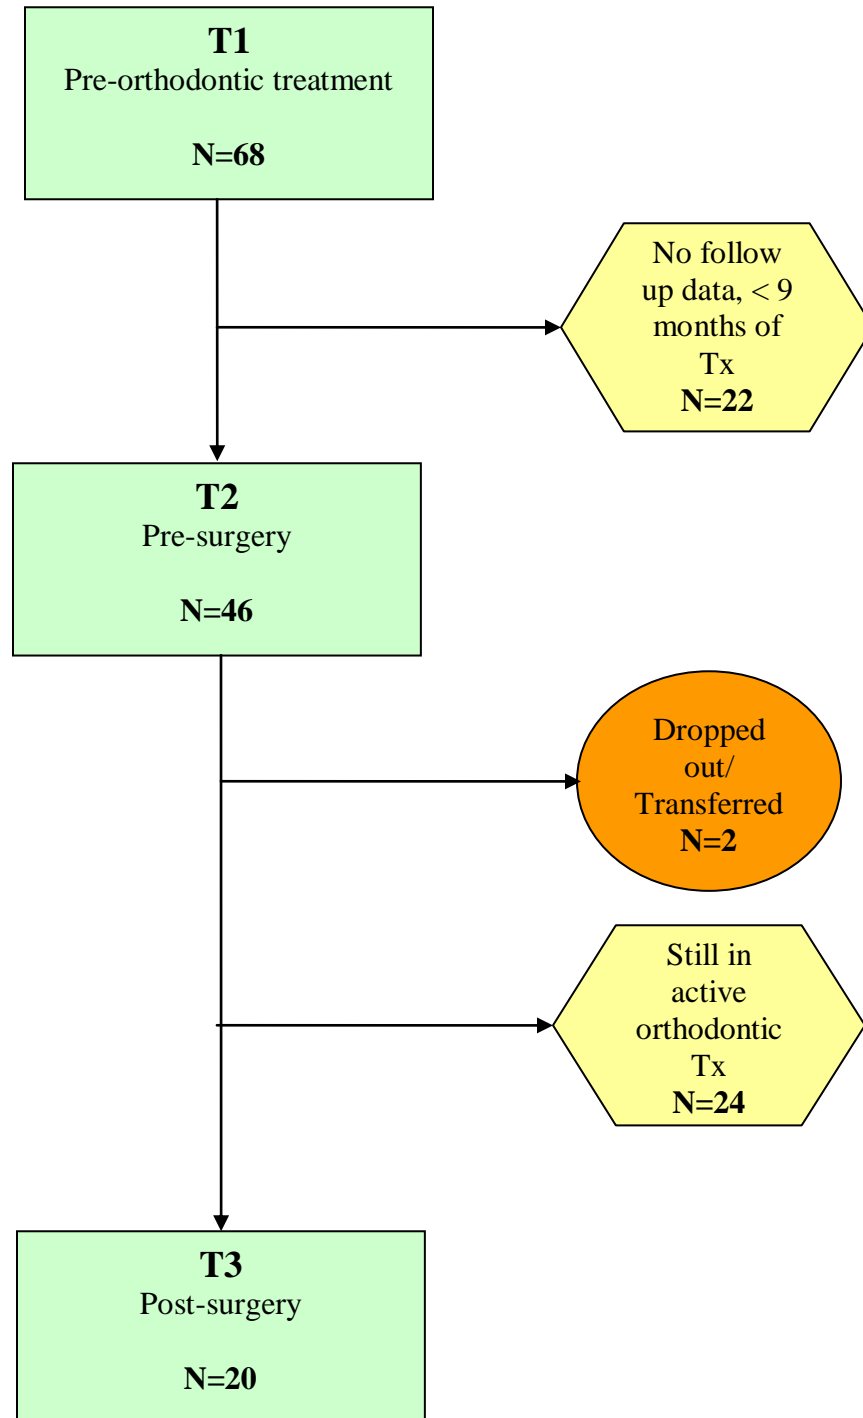 T1
Pre-orthodontic treatment
N=68
No follow
up data, < 9
months of
Tx
N=22
T2
Pre-surgery
N=46
Dropped
out/
Transferred
N=2
Still in
active
orthodontic
Tx
N=24
T3
Post-surgery
N=20